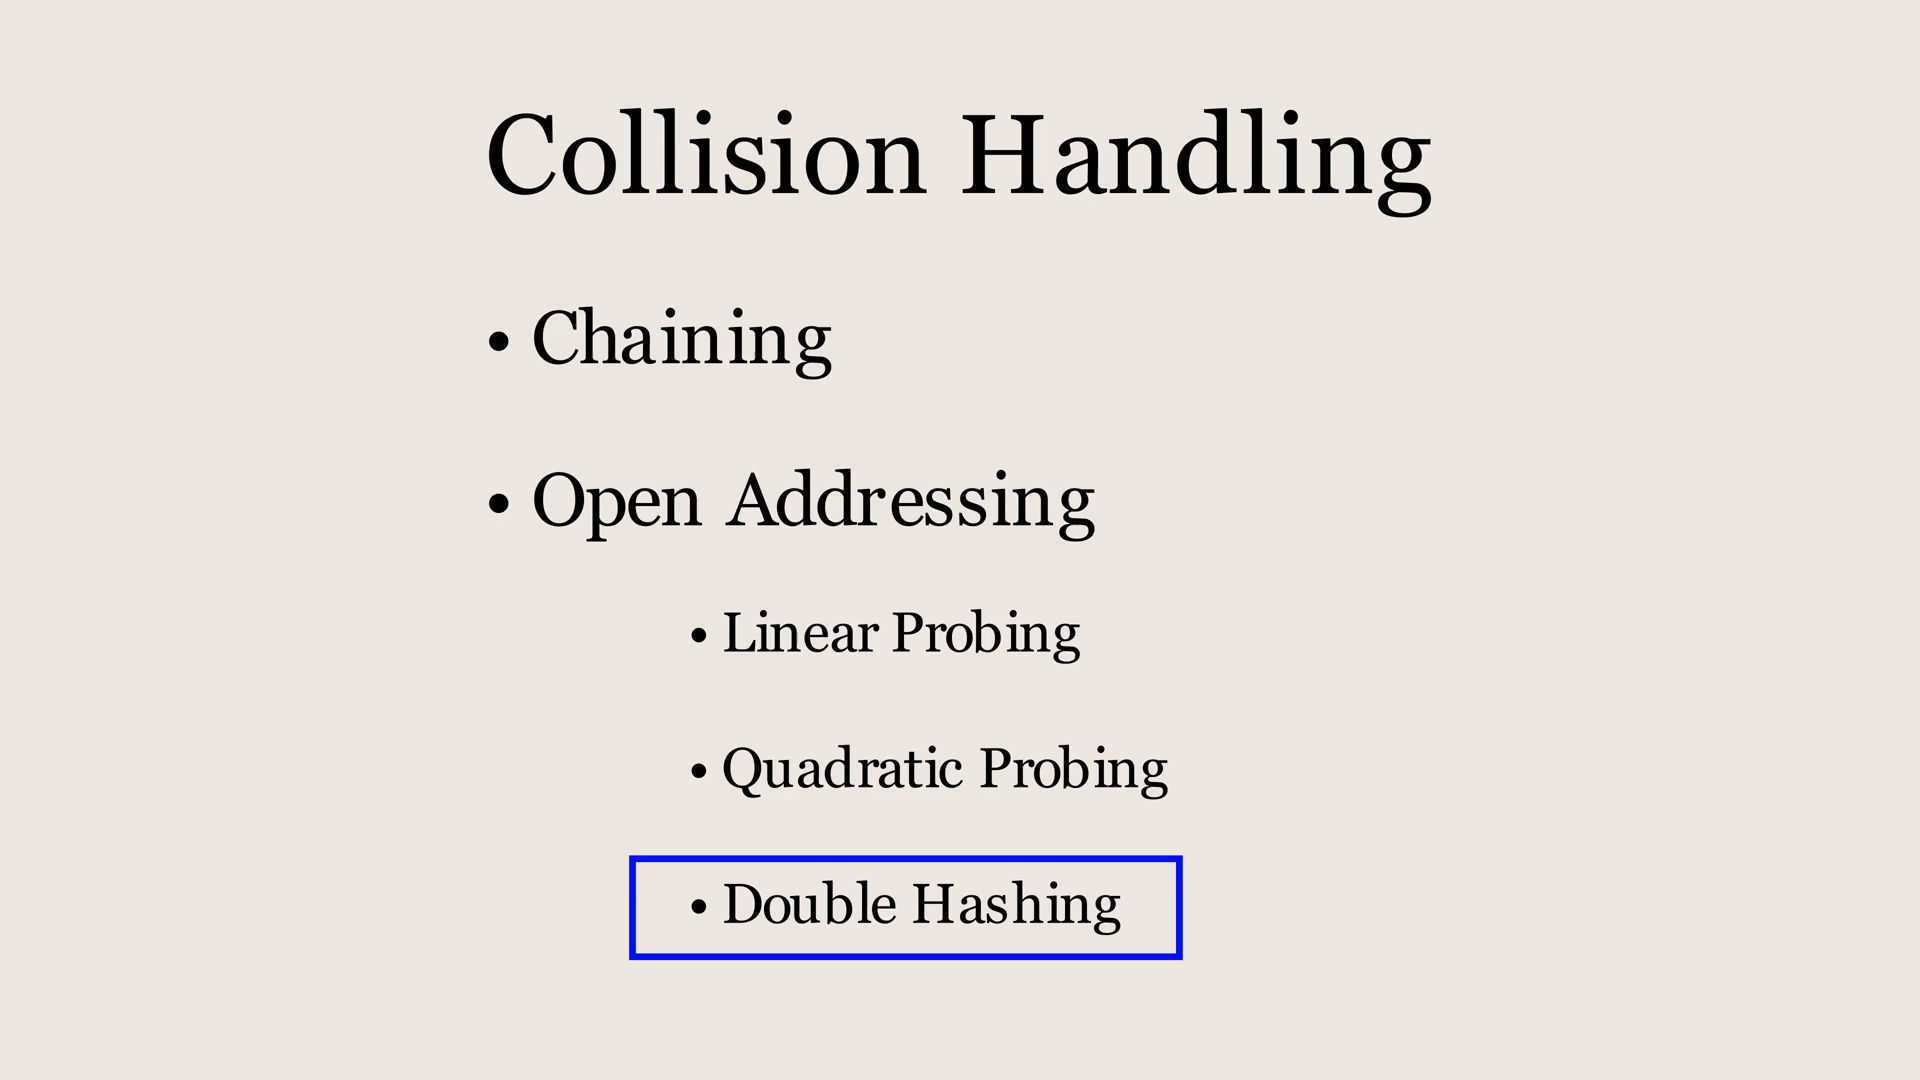 Collision Handling
• Chaining
• Open Addressing
• Linear Probing
• Quadratic Probing
• Double Hashing